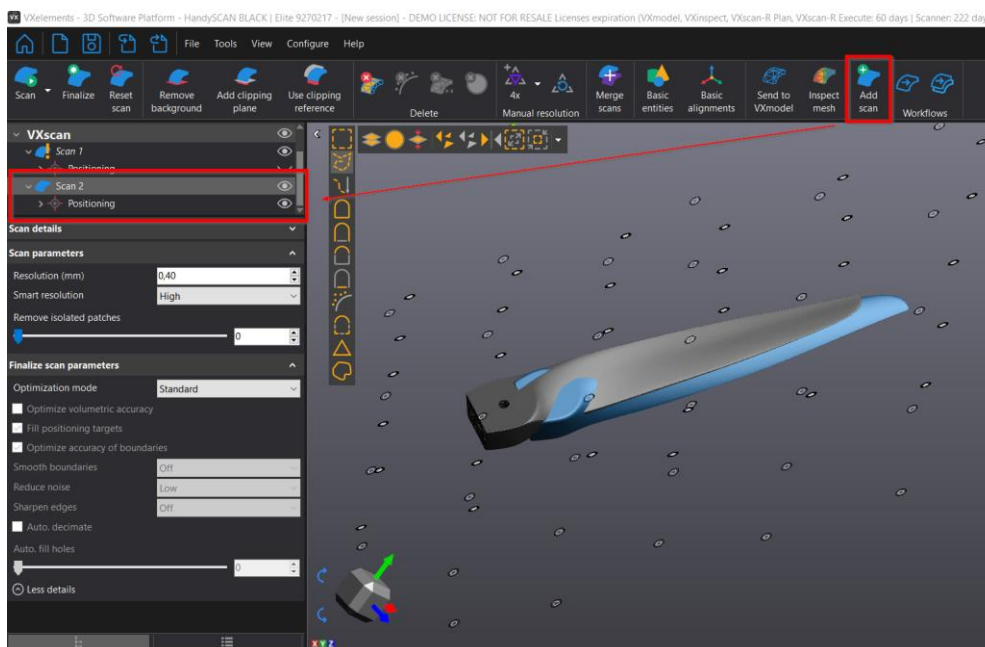 VXelements - 3D Software Platform - HandySCAN BLACK | Elite 9270217 - [New session] - DEMO LICENSE: NOT FOR RESALE Licenses expiration (VXmodel, VXinspect, VXscan-R Plan, VXscan-R Execute: 60 days | Scanner: 222 day
File Tools View Configure Help
Scan Finalize Reset scan Remove background Add clipping plane Use clipping reference Delete 4x Manual resolution Merge scans Basic entities Basic alignments Send to VXmodel Inspect mesh Add scan Workflows
VXscan
Scan 1
Positioning
Scan 2
Positioning
Scan details
Scan parameters
Resolution (mm) 0,40
Smart resolution High
Remove isolated patches
0
Finalize scan parameters
Optimization mode Standard
Optimize volumetric accuracy
Fill positioning targets
Optimize accuracy of boundaries
Smooth boundaries Off
Reduce noise Low
Sharpen edges Off
Auto. decimate
Auto. fill holes
0
Less details
X Y Z